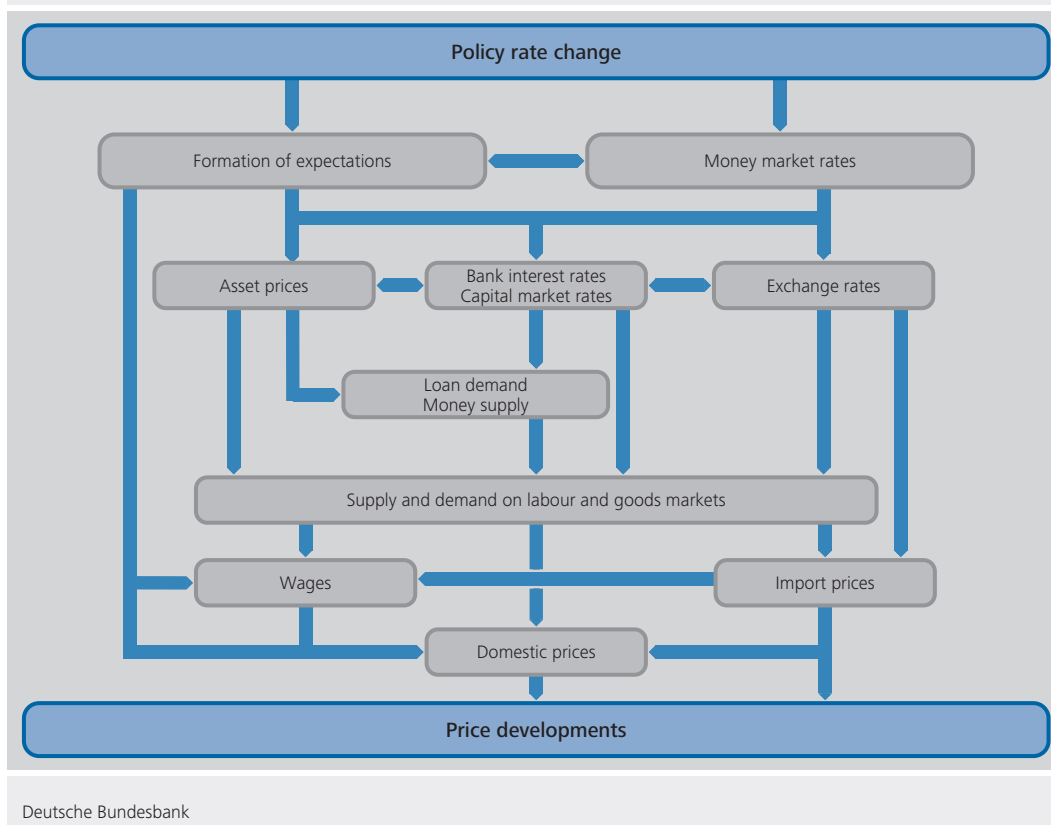 Policy rate change
Formation of expectations
Money market rates
Asset prices
Bank interest rates
Capital market rates
Exchange rates
Loan demand
Money supply
Supply and demand on labour and goods markets
Wages
Import prices
Domestic prices
Price developments
Deutsche Bundesbank